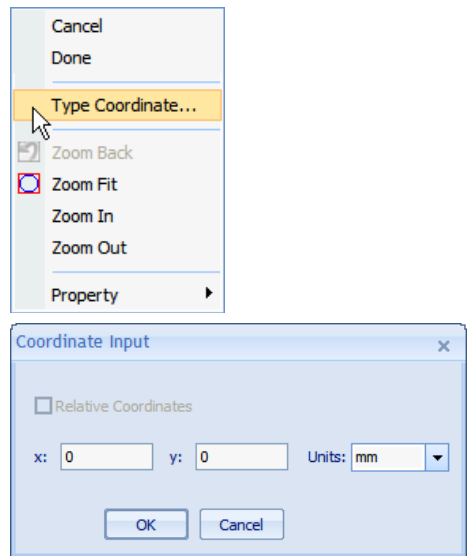 Cancel
Done
Type Coordinate...
Zoom Back
Zoom Fit
Zoom In
Zoom Out
Property
Coordinate Input
Relative Coordinates
x: 0 y: 0 Units: mm
OK Cancel